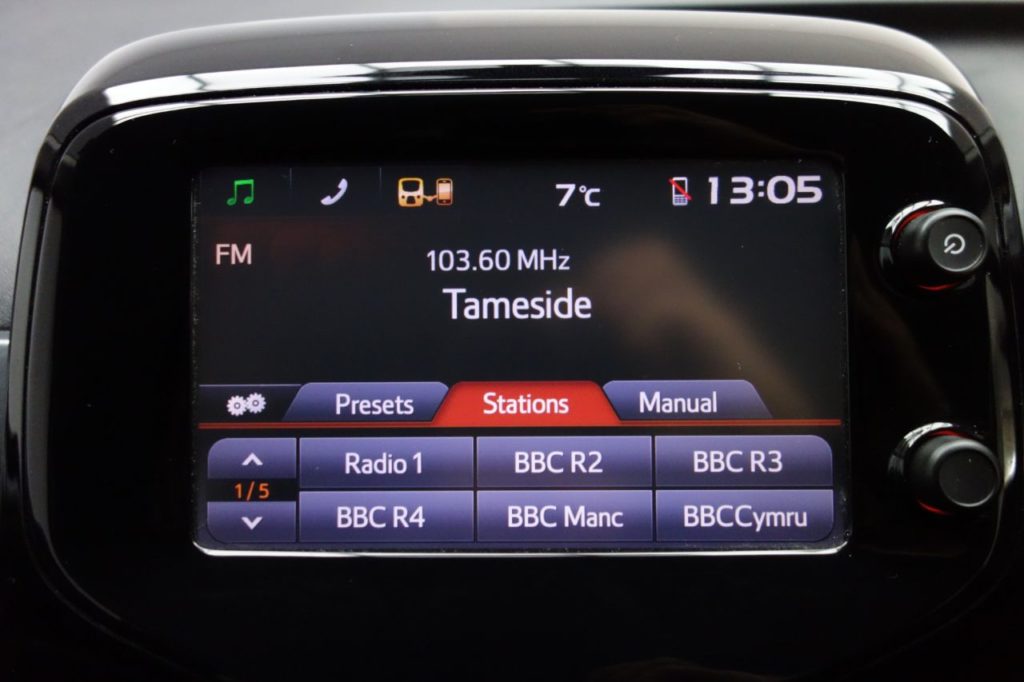 7°C 13:05
FM
103.60 MHz
Tameside
Presets Stations Manual
Radio 1 BBC R2 BBC R3
1/5
BBC R4 BBC Manc BBCCymru